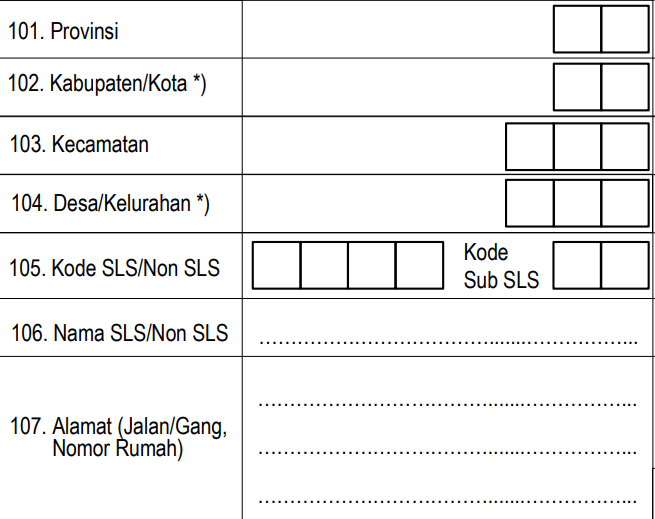 101. Provinsi
102. Kabupaten/Kota *)
103. Kecamatan
104. Desa/Kelurahan *)
105. Kode SLS/Non SLS
Kode
Sub SLS
106. Nama SLS/Non SLS
107. Alamat (Jalan/Gang,
Nomor Rumah)